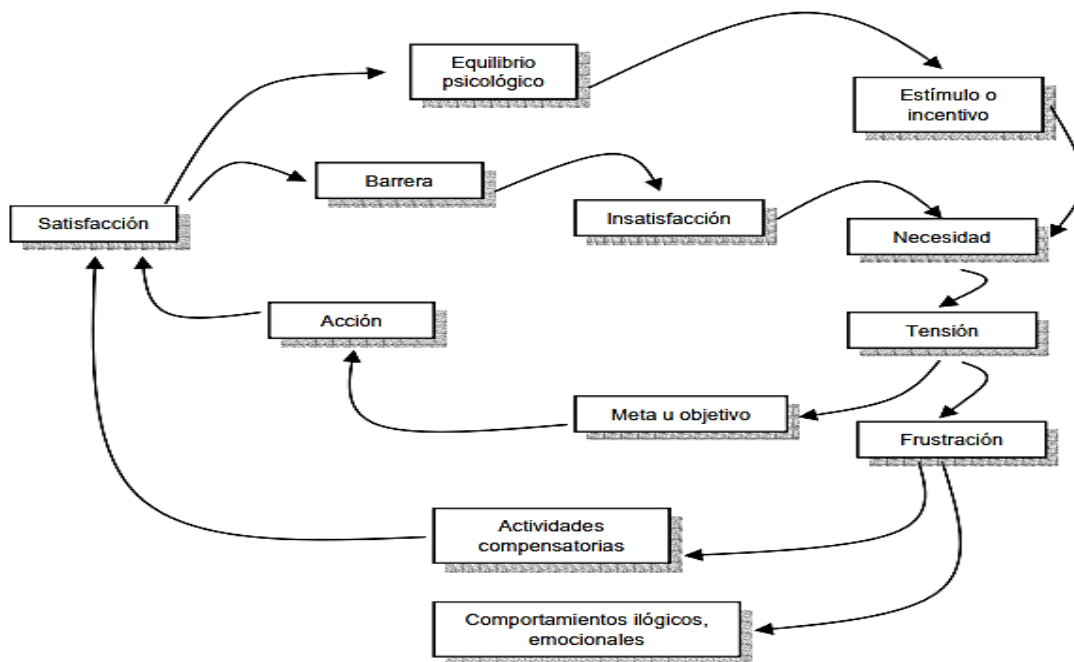 Equilibrio
psicológico
Estímulo o
incentivo
Barrera
Satisfacción
Insatisfacción
Necesidad
Acción
Tensión
Meta u objetivo
Frustración
Actividades
compensatorias
Comportamientos ilógicos,
emocionales